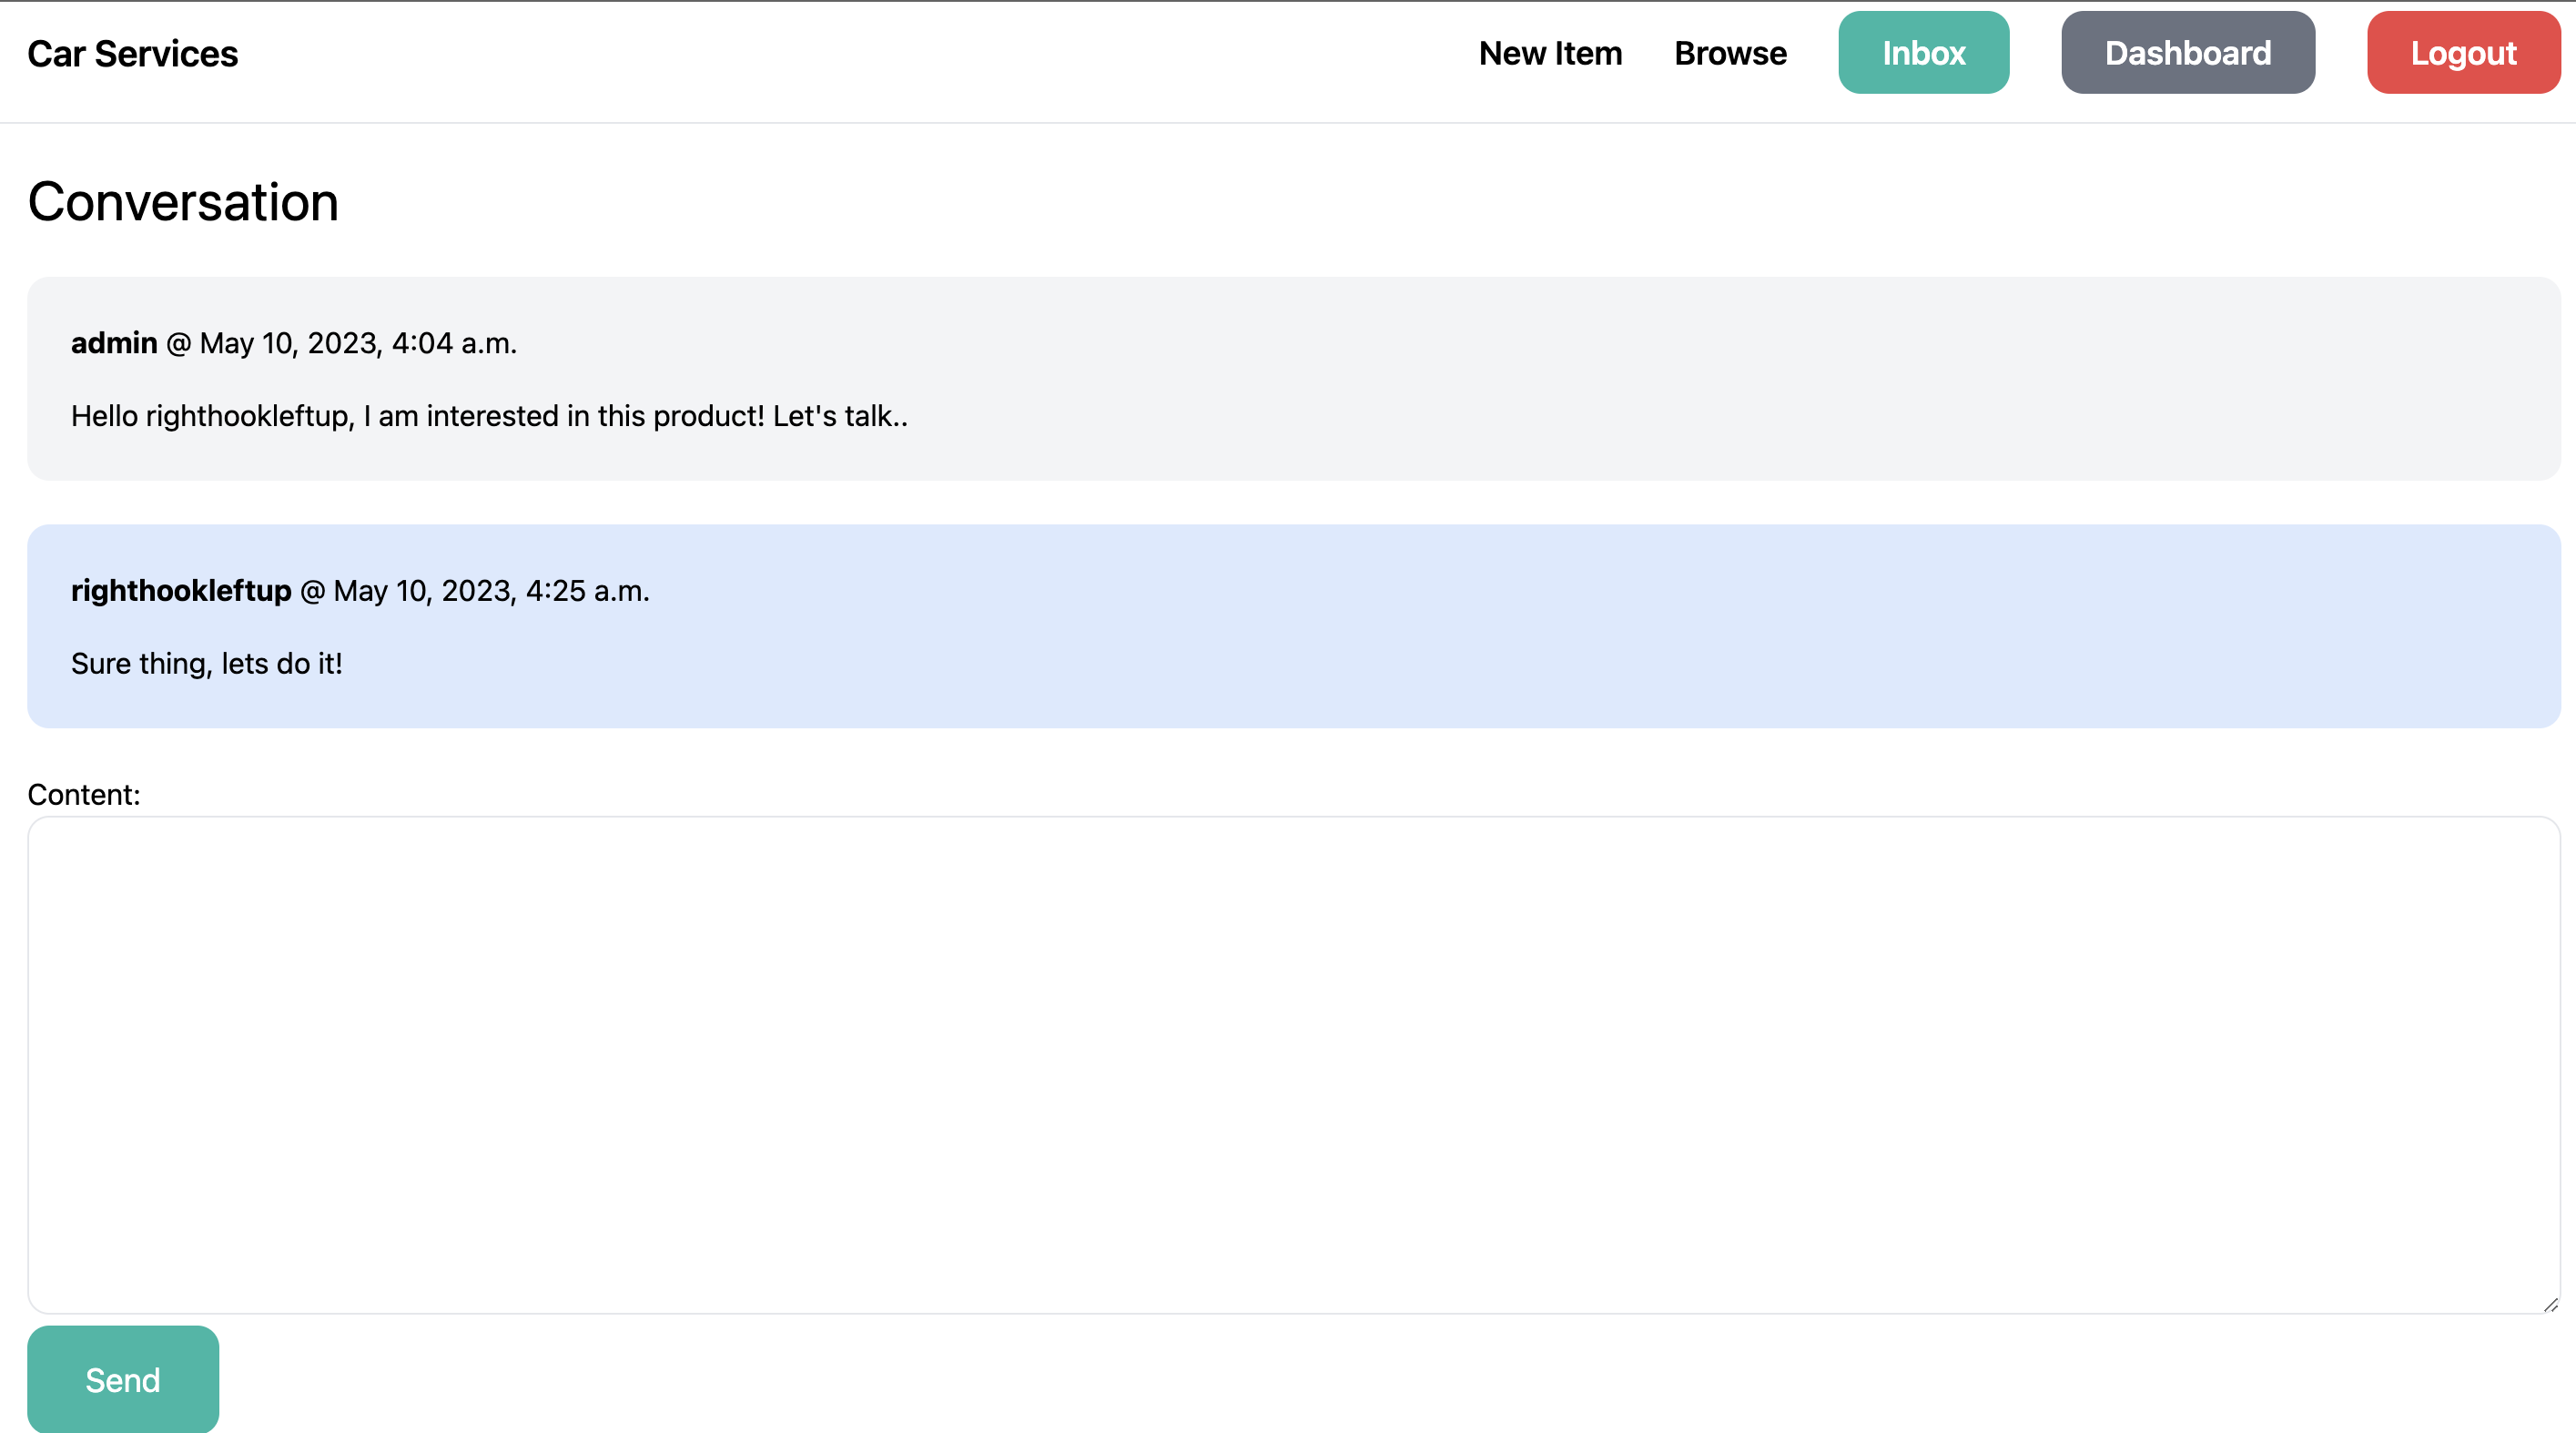 Car Services
New Item Browse Inbox Dashboard Logout
Conversation
admin @ May 10, 2023, 4:04 a.m.
Hello righthookleftup, I am interested in this product! Let's talk..
righthookleftup @ May 10, 2023, 4:25 a.m.
Sure thing, lets do it!
Content:
Send